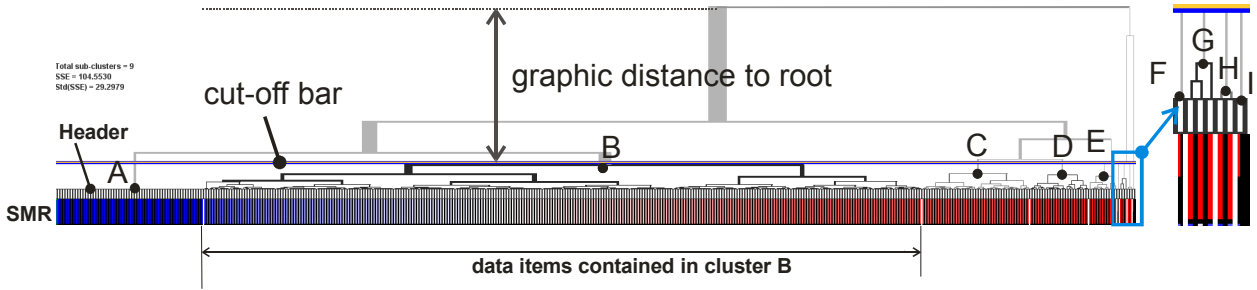 Total sub-clusters = 9
SSE = 104.5530
Std(SSE) = 29.2979
graphic distance to root
cut-off bar
Header
A
B
C
D
E
F
G
H
I
SMR
data items contained in cluster B